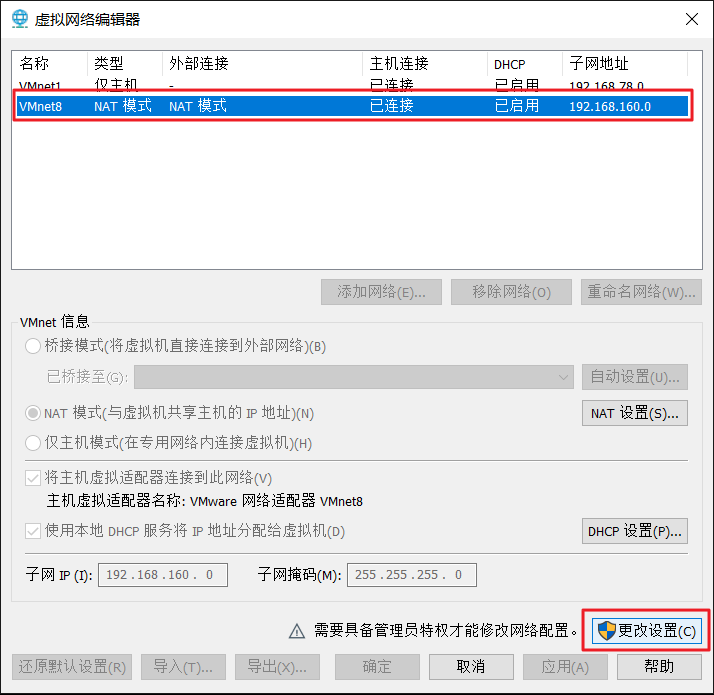 虚拟网络编辑器
名称 类型 外部连接 主机连接 DHCP 子网地址
VMnet1 仅主机... - 已连接 已启用 192.168.78.0
VMnet8 NAT 模式 NAT 模式 已连接 已启用 192.168.160.0
添加网络(E)... 移除网络(O) 重命名网络(W)...
VMnet 信息
桥接模式(将虚拟机直接连接到外部网络)(B)
已桥接至(G): 自动设置(U)...
NAT 模式(与虚拟机共享主机的 IP 地址)(N) NAT 设置(S)...
仅主机模式(在专用网络内连接虚拟机)(H)
将主机虚拟适配器连接到此网络(V)
主机虚拟适配器名称: VMware 网络适配器 VMnet8
使用本地 DHCP 服务将 IP 地址分配给虚拟机(D) DHCP 设置(P)...
子网 IP (I): 192.168.160. 0 子网掩码(M): 255.255.255. 0
需要具备管理员特权才能修改网络配置。 更改设置(C)
还原默认设置(R) 导入(T)... 导出(X)... 确定 取消 应用(A) 帮助